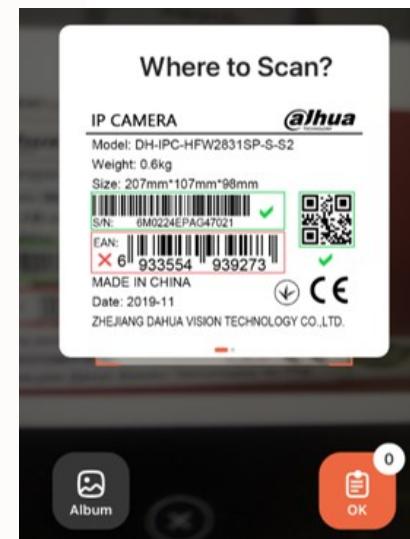 Where to Scan?
IP CAMERA
alhua
TECHNOLOGY
Model: DH-IPC-HFW2831SP-S-S2
Weight: 0.6kg
Size: 207mm*107mm*98mm
S/N: 6M0224EPAG47021
EAN:
6 933554 939273
MADE IN CHINA
CE
Date: 2019-11
ZHEJIANG DAHUA VISION TECHNOLOGY CO.,LTD.
0
Album
OK